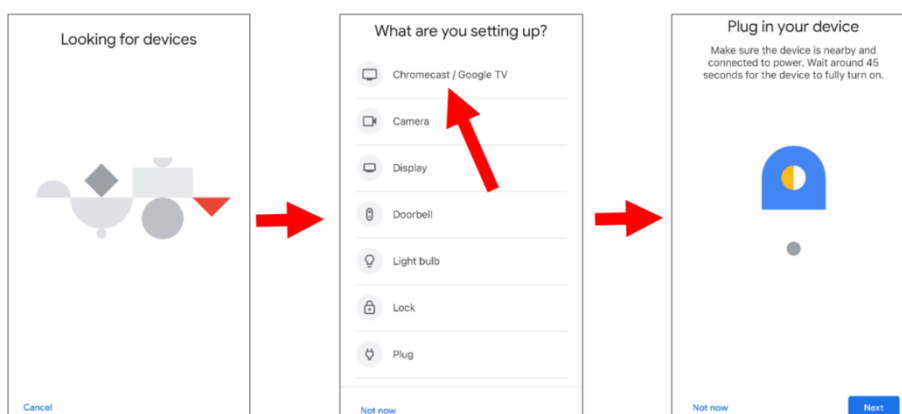 Looking for devices
Cancel
What are you setting up?
Chromecast / Google TV
Camera
Display
Doorbell
Light bulb
Lock
Plug
Not now
Plug in your device
Make sure the device is nearby and
connected to power. Wait around 45
seconds for the device to fully turn on.
Not now
Next